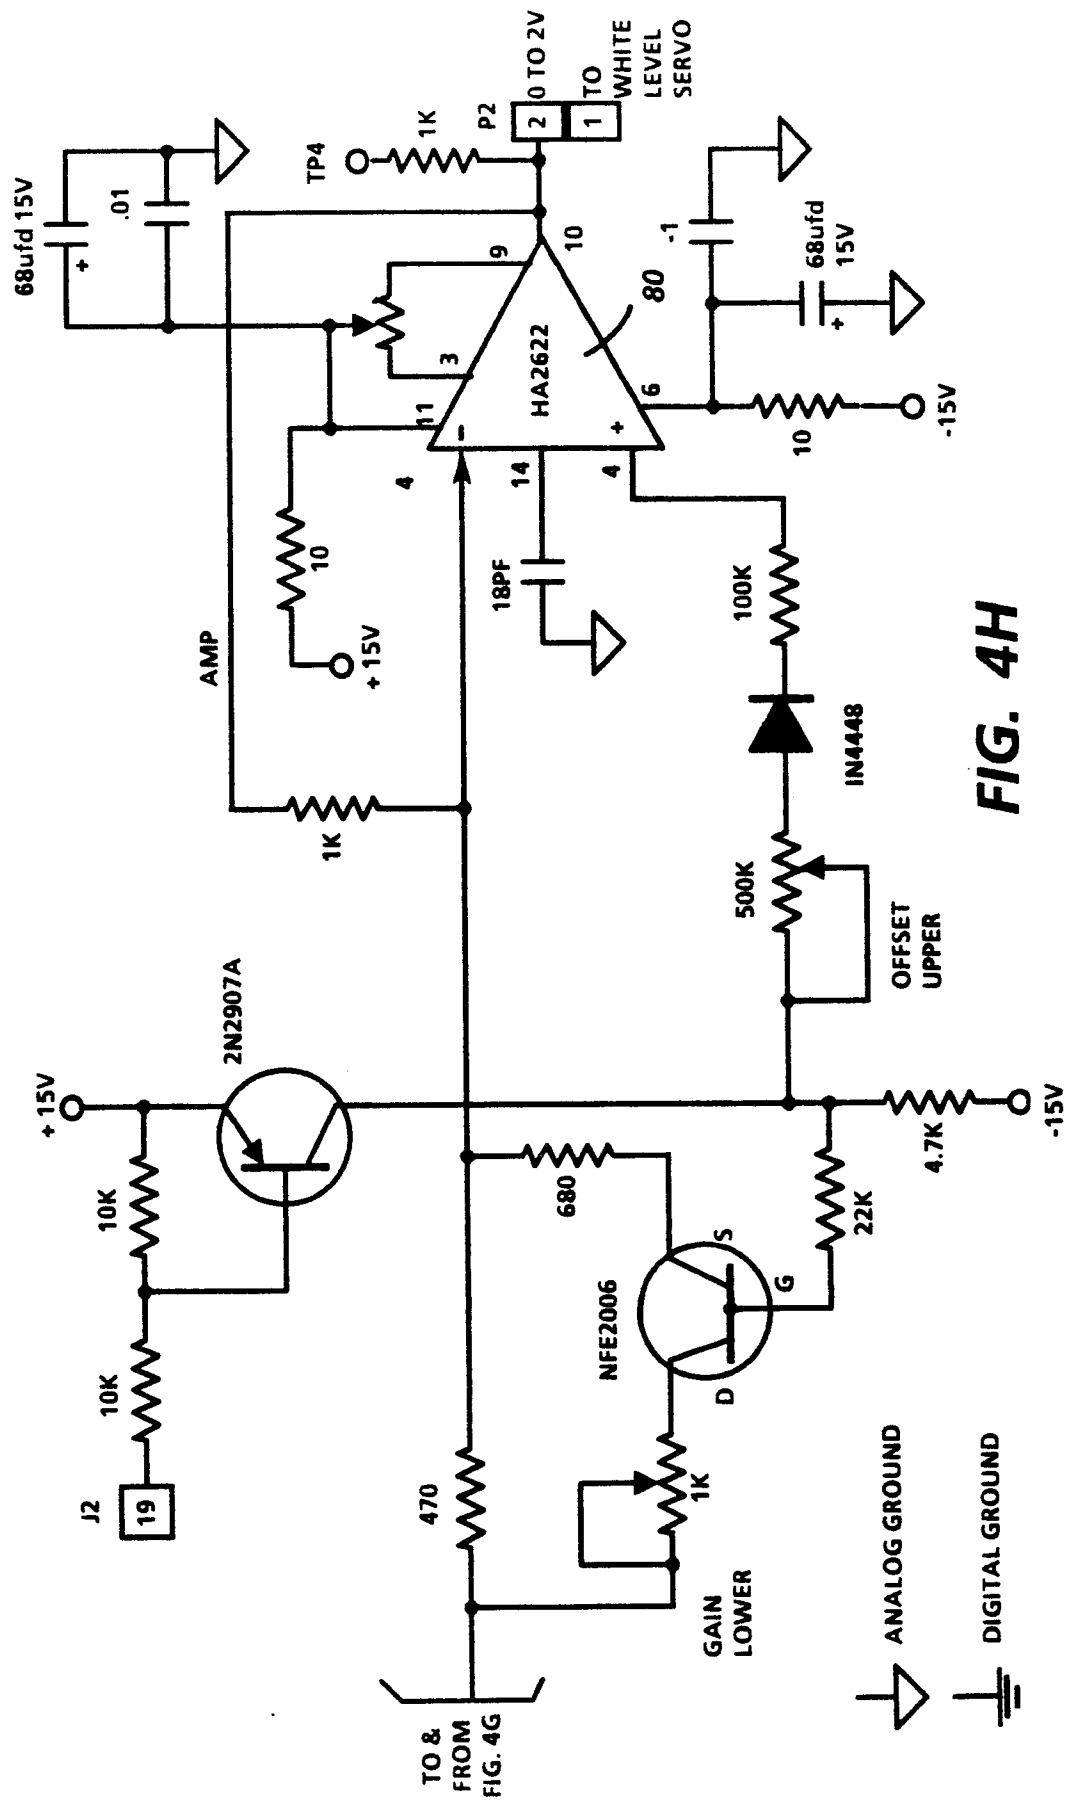 J2
19
10K
10K
+15V
2N2907A
AMP
1K
+15V
10
68ufd 15V
+
.01
TP4
1K
P2
2
0 TO 2V
1
TO
WHITE
LEVEL
SERVO
4
11
3
9
10
-
HA2622
80
+
14
4
6
18PF
-1
68ufd
15V
+
10
-15V
100K
IN4448
500K
OFFSET
UPPER
TO &
FROM
FIG. 4G
470
680
NFE2006
D
G
S
1K
GAIN
LOWER
22K
4.7K
-15V
ANALOG GROUND
DIGITAL GROUND
FIG. 4H